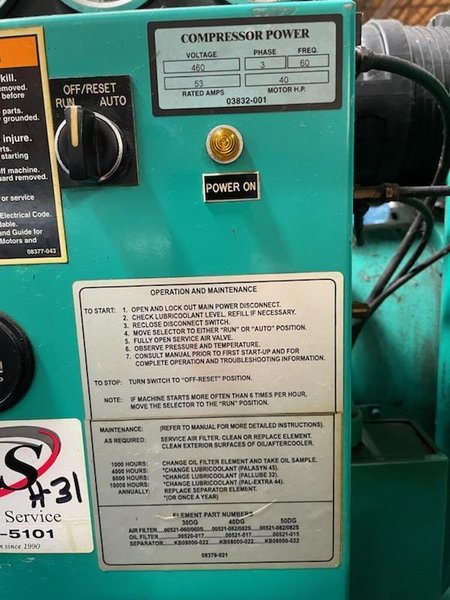 COMPRESSOR POWER
VOLTAGE PHASE FREQ.
460 3 60
53 40
RATED AMPS MOTOR H.P.
03832-001
kill.
removed.
before
parts.
grounded.
injure.
rts.
starting
off machine.
ard removed.
or service
Electrical Code.
and
Guide for
Motors and
08377-043
OFF/RESET
RUN AUTO
POWER ON
OPERATION AND MAINTENANCE
TO START: 1. OPEN AND LOCK OUT MAIN POWER DISCONNECT.
2. CHECK LUBRICOOLANT LEVEL. REFILL IF NECESSARY.
3. RECLOSE DISCONNECT SWITCH.
4. MOVE SELECTOR TO EITHER "RUN" OR "AUTO" POSITION.
5. FULLY OPEN SERVICE AIR VALVE.
6. OBSERVE PRESSURE AND TEMPERATURE.
7. CONSULT MANUAL PRIOR TO FIRST START-UP AND FOR
COMPLETE OPERATION AND TROUBLESHOOTING INFORMATION.
TO STOP: TURN SWITCH TO "OFF-RESET" POSITION.
NOTE: IF MACHINE STARTS MORE OFTEN THAN 6 TIMES PER HOUR,
MOVE THE SELECTOR TO THE "RUN" POSITION.
MAINTENANCE: (REFER TO MANUAL FOR MORE DETAILED INSTRUCTIONS).
AS REQUIRED: SERVICE AIR FILTER. CLEAN OR REPLACE ELEMENT.
CLEAN EXTERIOR SURFACES OF OIL/AFTERCOOLER.
1000 HOURS: CHANGE OIL FILTER ELEMENT AND TAKE OIL SAMPLE.
4000 HOURS: *CHANGE LUBRICOOLANT (PALASYN 45).
8000 HOURS: *CHANGE LUBRICOOLANT (PALLUBE 32).
10000 HOURS: *CHANGE LUBRICOOLANT (PAL-EXTRA 44).
ANNUALLY: REPLACE SEPARATOR ELEMENT.
*(OR ONCE A YEAR)
ELEMENT PART NUMBERS
30DG 40DG 50DG
AIR FILTER
OIL FILTER
SEPARATOR KB08000-022 KB08000-022 KB08000-022
08379-021
S
A31
Service
-5101
since 1990